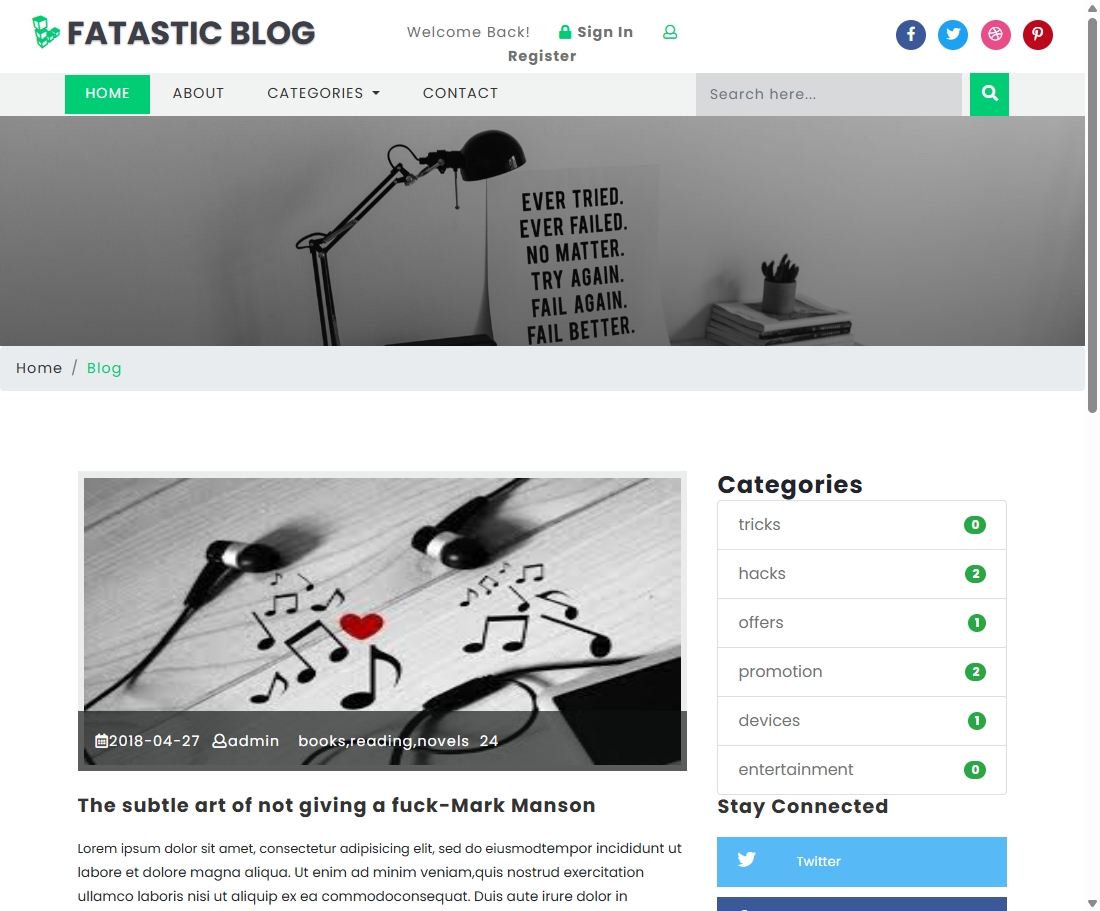 FATASTIC BLOG
Welcome Back! Sign In
Register
HOME ABOUT CATEGORIES CONTACT
Search here...
EVER TRIED.
EVER FAILED.
NO MATTER.
TRY AGAIN.
FAIL AGAIN.
FAIL BETTER.
Home / Blog
2018-04-27 admin books,reading,novels 24
The subtle art of not giving a fuck-Mark Manson
Lorem ipsum dolor sit amet, consectetur adipisicing elit, sed do eiusmodtempor incididunt ut
labore et dolore magna aliqua. Ut enim ad minim veniam,quis nostrud exercitation
ullamco laboris nisi ut aliquip ex ea commodoconsequat. Duis aute irure dolor in
Categories
tricks 0
hacks 2
offers 1
promotion 2
devices 1
entertainment 0
Stay Connected
Twitter